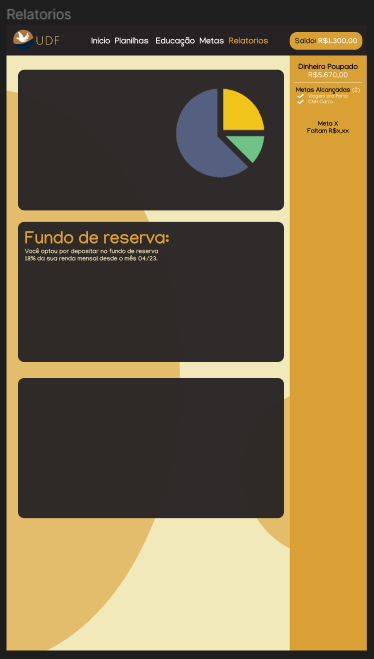 Relatorios
UDF
Inicio Planilhas Educação Metas Relatorios
Saldo: R$1.300,00
Dinheiro Poupado
R$5.670,00
Metas Alcançadas (2)
Viagem pra Porto
CNH Carro
Meta X
Faltam R$x,xx
Fundo de reserva:
Você optou por depositar no fundo de reserva
18% da sua renda mensal desde o mês 04/23.